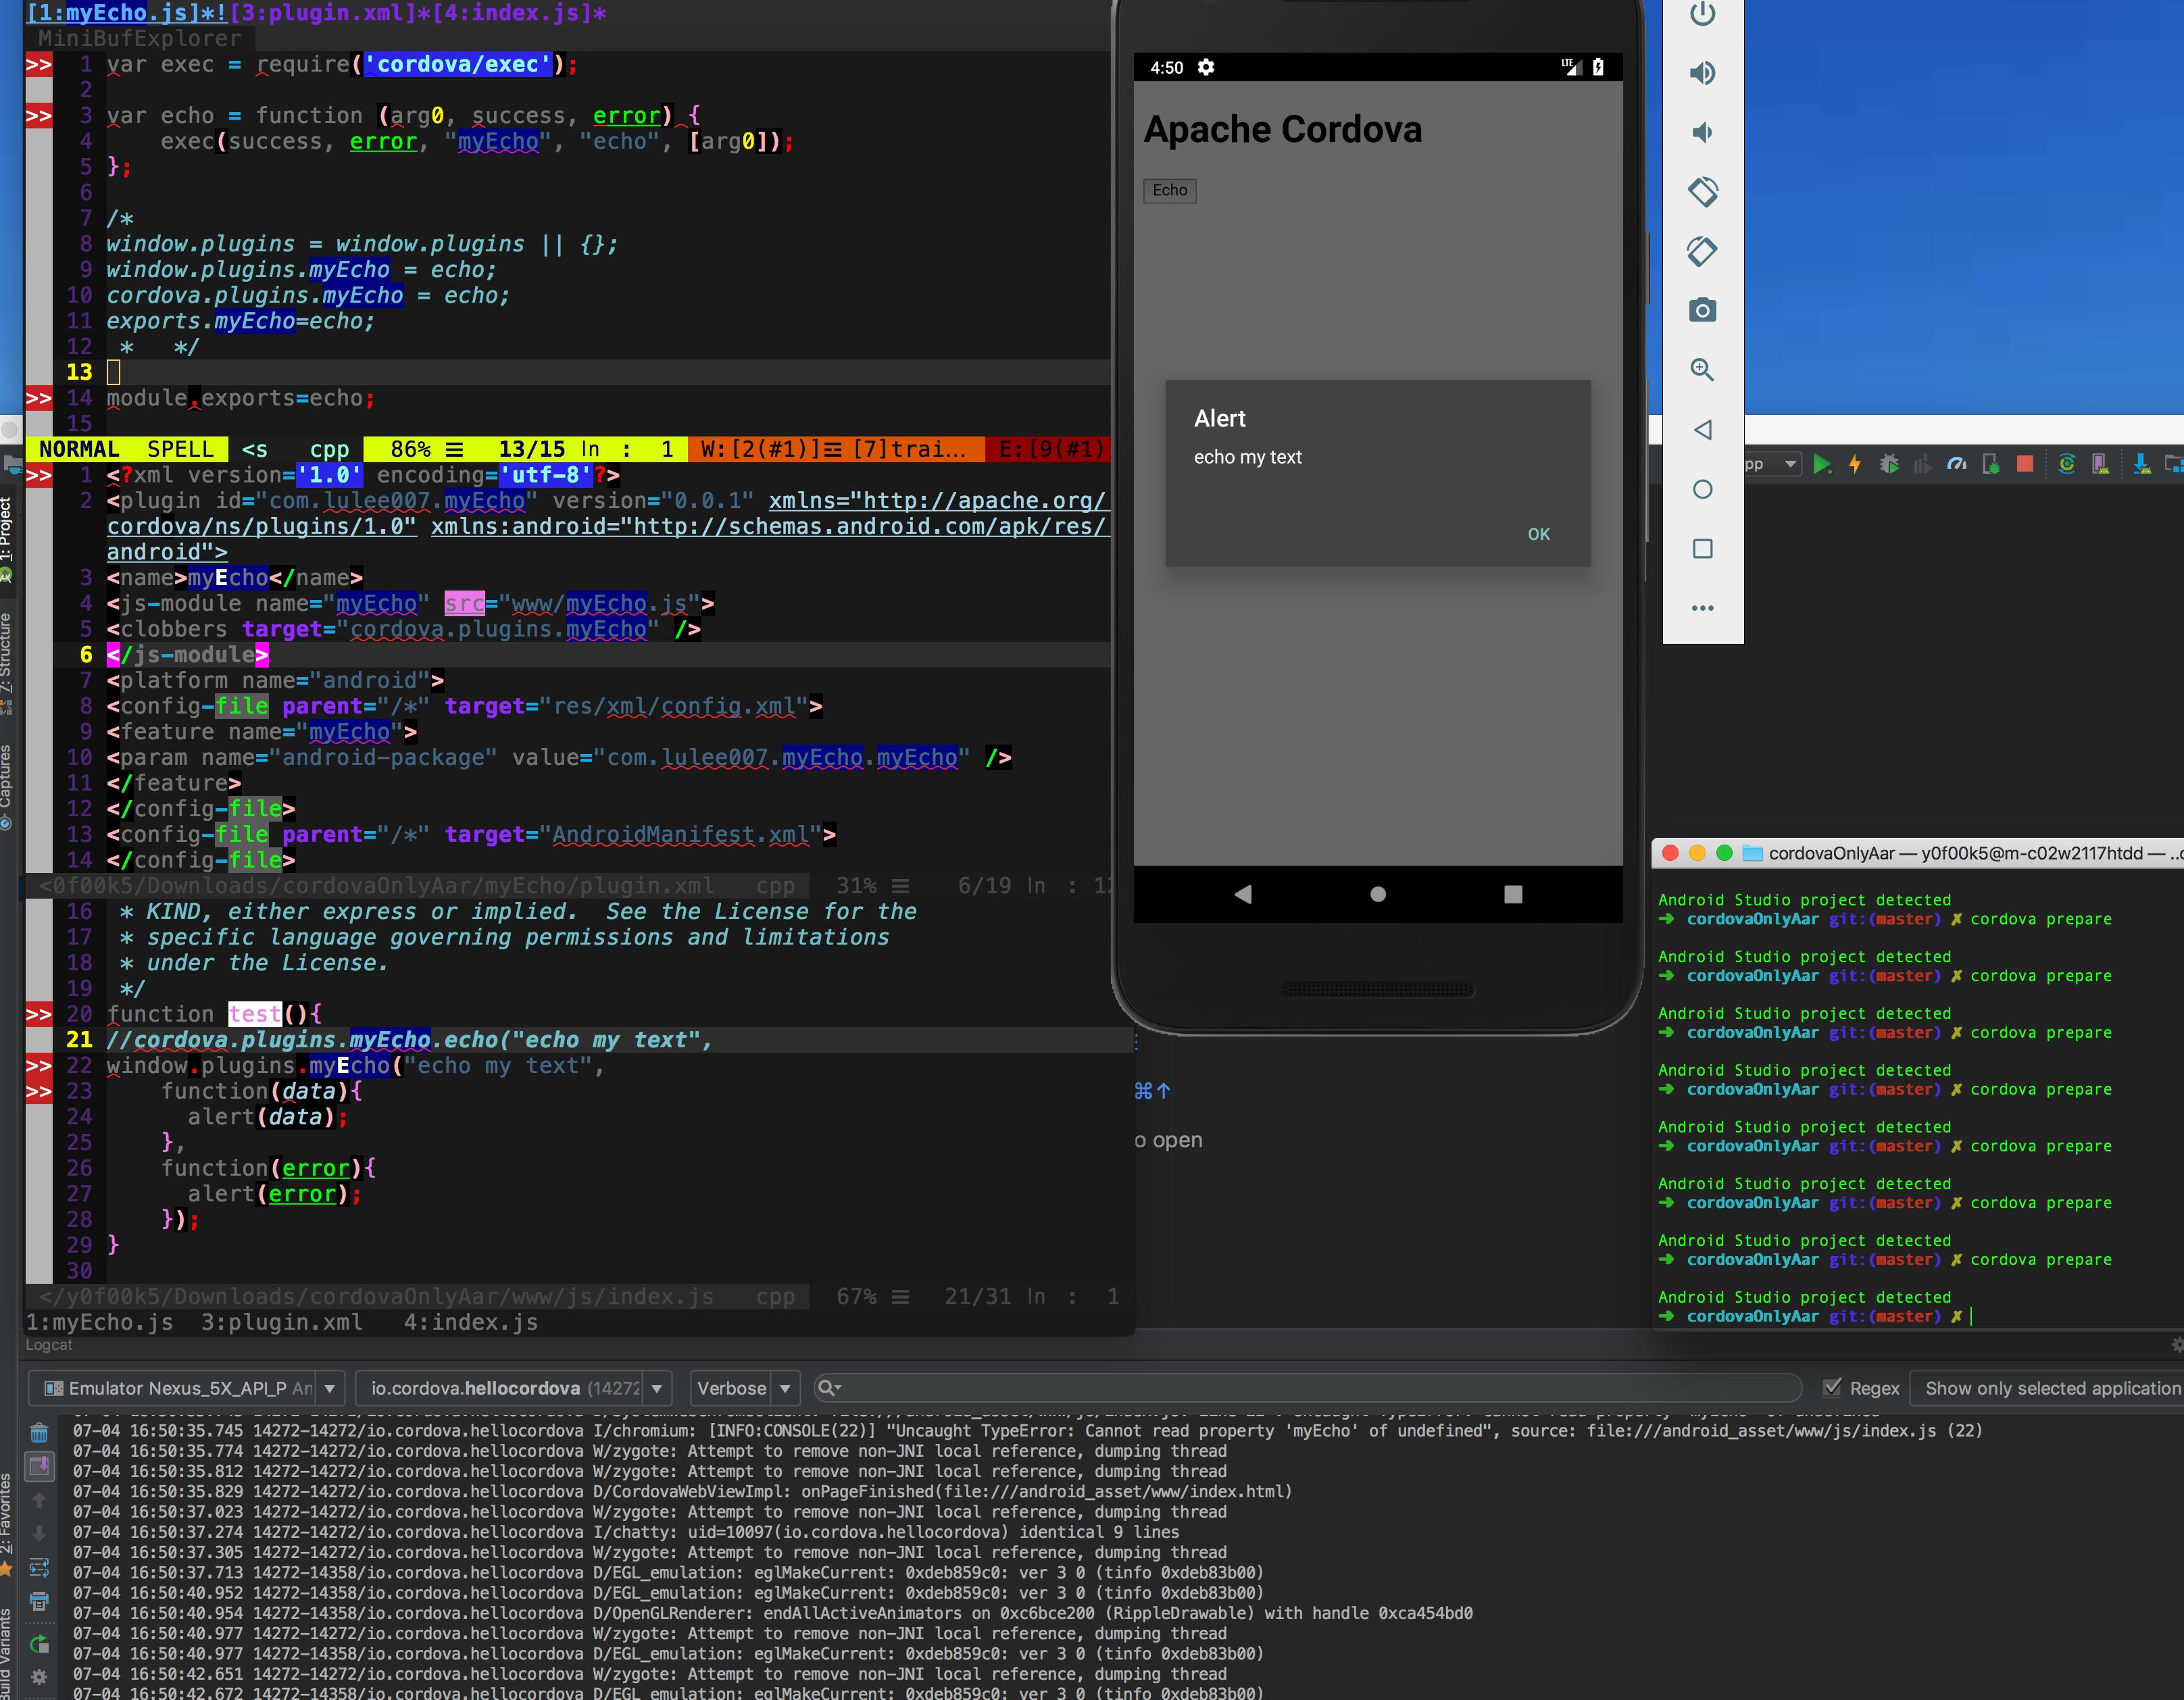 [1:myEcho.js]*![3:plugin.xml]*[4:index.js]*
MiniBufExplorer
>> 1 var exec = require('cordova/exec');
2
>> 3 var echo = function (arg0, success, error) {
4 exec(success, error, "myEcho", "echo", [arg0]);
5 };
6
7 /*
8 window.plugins = window.plugins || {};
9 window.plugins.myEcho = echo;
10 cordova.plugins.myEcho = echo;
11 exports.myEcho=echo;
12 * */
13
>> 14 module.exports=echo;
15
NORMAL SPELL <s cpp 86% ☰ 13/15 ln : 1 W:[2(#1)]☰ [7]trai... E:[9(#1)
>> 1 <?xml version='1.0' encoding='utf-8'?>
2 <plugin id="com.lulee007.myEcho" version="0.0.1" xmlns="http://apache.org/
cordova/ns/plugins/1.0" xmlns:android="http://schemas.android.com/apk/res/
android">
3 <name>myEcho</name>
4 <js-module name="myEcho" src="www/myEcho.js">
5 <clobbers target="cordova.plugins.myEcho" />
6 </js-module>
7 <platform name="android">
8 <config-file parent="/*" target="res/xml/config.xml">
9 <feature name="myEcho">
10 <param name="android-package" value="com.lulee007.myEcho.myEcho" />
11 </feature>
12 </config-file>
13 <config-file parent="/*" target="AndroidManifest.xml">
14 </config-file>
<0f00k5/Downloads/cordovaOnlyAar/myEcho/plugin.xml cpp 31% ☰ 6/19 ln : 12
16 * KIND, either express or implied.  See the License for the
17 * specific language governing permissions and limitations
18 * under the License.
19 */
>> 20 function test(){
21 //cordova.plugins.myEcho.echo("echo my text",
>> 22 window.plugins.myEcho("echo my text",
>> 23 function(data){
24 alert(data);
25 },
26 function(error){
27 alert(error);
28 });
29 }
30
</y0f00k5/Downloads/cordovaOnlyAar/www/js/index.js cpp 67% ☰ 21/31 ln : 1
1:myEcho.js 3:plugin.xml 4:index.js
4:50
LTE
Apache Cordova
Echo
Alert
echo my text
OK
pp
⌘↑
o open
1: Project
Z: Structure
Captures
2: Favorites
Build Variants
cordovaOnlyAar — y0f00k5@m-c02w2117htdd — ..c
Android Studio project detected
➜ cordovaOnlyAar git:(master) ✗ cordova prepare
Android Studio project detected
➜ cordovaOnlyAar git:(master) ✗ cordova prepare
Android Studio project detected
➜ cordovaOnlyAar git:(master) ✗ cordova prepare
Android Studio project detected
➜ cordovaOnlyAar git:(master) ✗ cordova prepare
Android Studio project detected
➜ cordovaOnlyAar git:(master) ✗ cordova prepare
Android Studio project detected
➜ cordovaOnlyAar git:(master) ✗ cordova prepare
Android Studio project detected
➜ cordovaOnlyAar git:(master) ✗ cordova prepare
Android Studio project detected
➜ cordovaOnlyAar git:(master) ✗
Logcat
Emulator Nexus_5X_API_P An io.cordova.hellocordova (14272 Verbose Regex Show only selected application
07-04 16:50:35.745 14272-14272/io.cordova.hellocordova I/chromium: [INFO:CONSOLE(22)] "Uncaught TypeError: Cannot read property 'myEcho' of undefined", source: file:///android_asset/www/js/index.js (22)
07-04 16:50:35.774 14272-14272/io.cordova.hellocordova W/zygote: Attempt to remove non-JNI local reference, dumping thread
07-04 16:50:35.812 14272-14272/io.cordova.hellocordova W/zygote: Attempt to remove non-JNI local reference, dumping thread
07-04 16:50:35.829 14272-14272/io.cordova.hellocordova D/CordovaWebViewImpl: onPageFinished(file:///android_asset/www/index.html)
07-04 16:50:37.023 14272-14272/io.cordova.hellocordova W/zygote: Attempt to remove non-JNI local reference, dumping thread
07-04 16:50:37.274 14272-14272/io.cordova.hellocordova I/chatty: uid=10097(io.cordova.hellocordova) identical 9 lines
07-04 16:50:37.305 14272-14272/io.cordova.hellocordova W/zygote: Attempt to remove non-JNI local reference, dumping thread
07-04 16:50:37.713 14272-14358/io.cordova.hellocordova D/EGL_emulation: eglMakeCurrent: 0xdeb859c0: ver 3 0 (tinfo 0xdeb83b00)
07-04 16:50:40.952 14272-14358/io.cordova.hellocordova D/EGL_emulation: eglMakeCurrent: 0xdeb859c0: ver 3 0 (tinfo 0xdeb83b00)
07-04 16:50:40.954 14272-14358/io.cordova.hellocordova D/OpenGLRenderer: endAllActiveAnimators on 0xc6bce200 (RippleDrawable) with handle 0xca454bd0
07-04 16:50:40.977 14272-14272/io.cordova.hellocordova W/zygote: Attempt to remove non-JNI local reference, dumping thread
07-04 16:50:40.977 14272-14358/io.cordova.hellocordova D/EGL_emulation: eglMakeCurrent: 0xdeb859c0: ver 3 0 (tinfo 0xdeb83b00)
07-04 16:50:42.651 14272-14272/io.cordova.hellocordova W/zygote: Attempt to remove non-JNI local reference, dumping thread
07-04 16:50:42.672 14272-14358/io.cordova.hellocordova D/EGL_emulation: eglMakeCurrent: 0xdeb859c0: ver 3 0 (tinfo 0xdeb83b00)